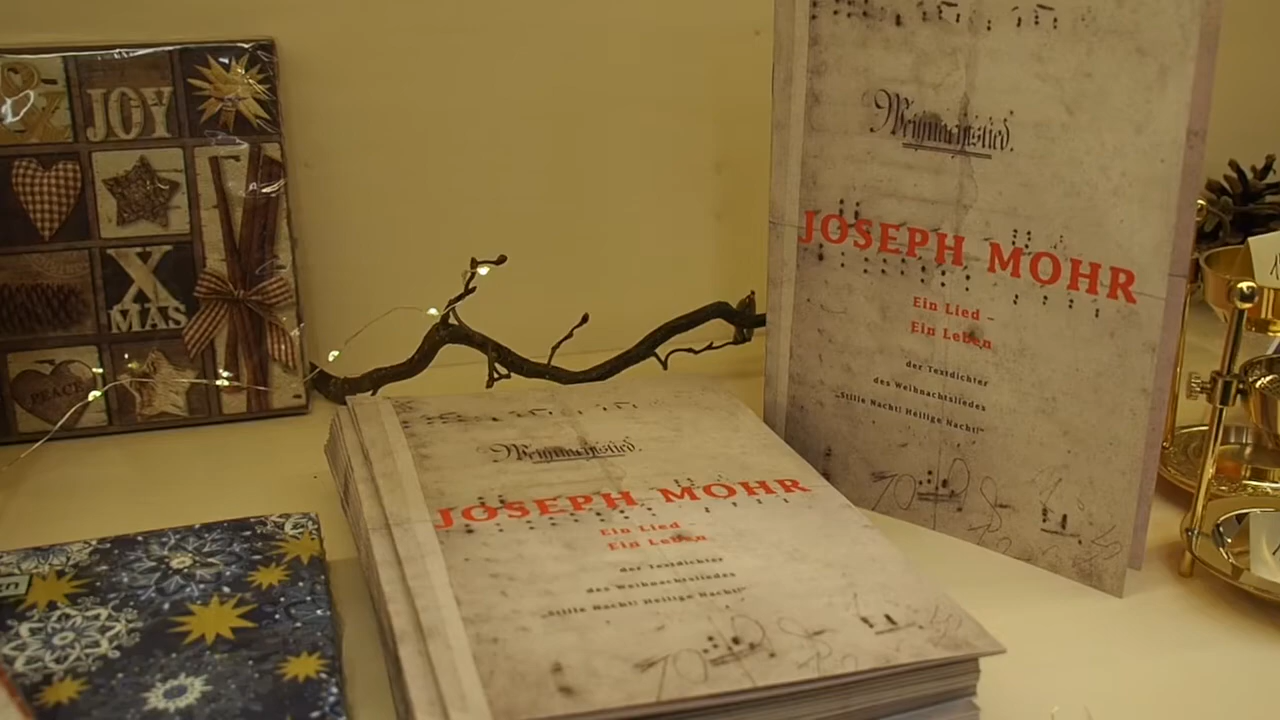 JOY
X
MAS
PEACE
Weihnachtslied.
JOSEPH MOHR
Ein Lied –
Ein Leben
der Textdichter
des Weihnachtsliedes
„Stille Nacht! Heilige Nacht!“
Weihnachtslied.
JOSEPH MOHR
Ein Lied –
Ein Leben
der Textdichter
des Weihnachtsliedes
„Stille Nacht! Heilige Nacht!“